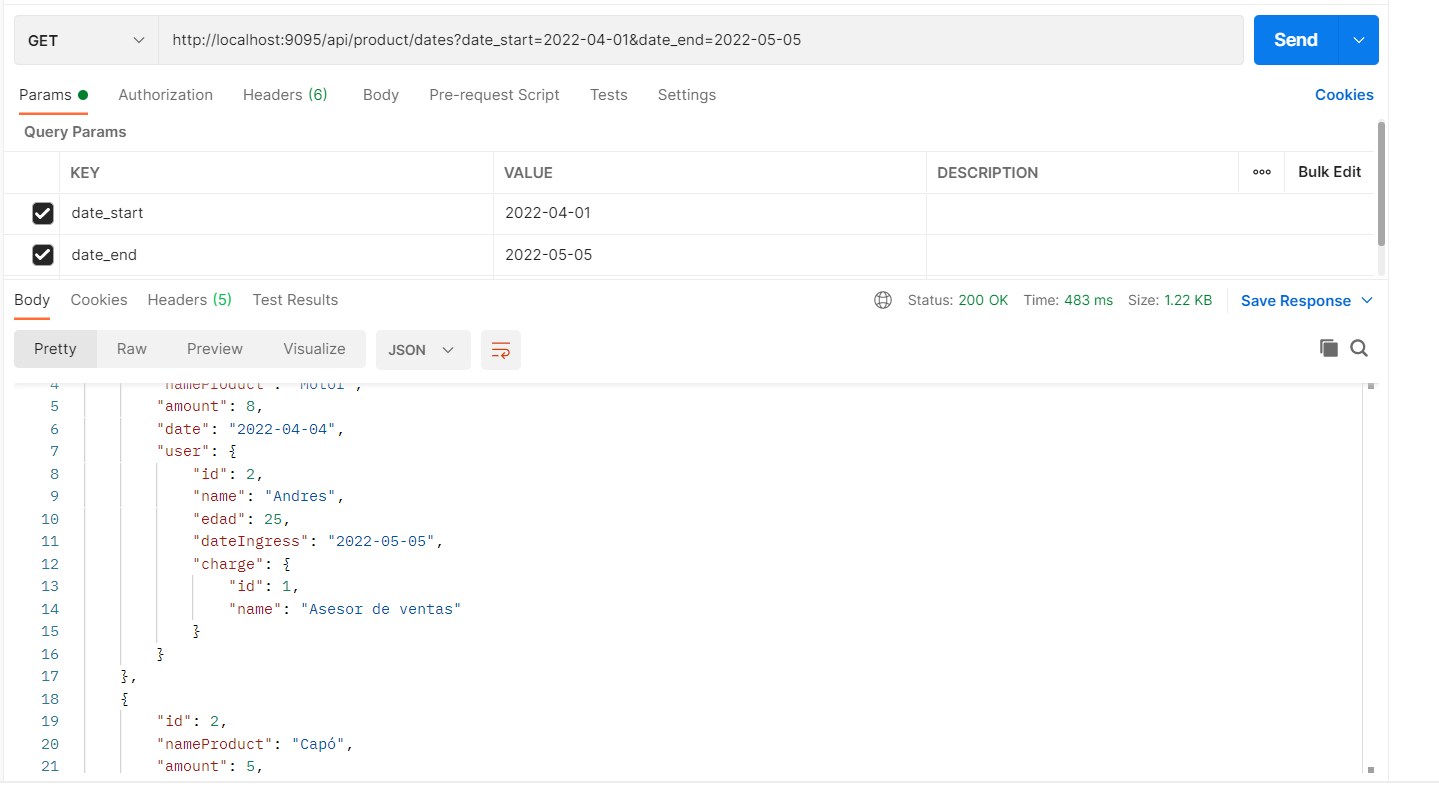 GET http://localhost:9095/api/product/dates?date_start=2022-04-01&date_end=2022-05-05 Send
Params Authorization Headers (6) Body Pre-request Script Tests Settings Cookies
Query Params
KEY VALUE DESCRIPTION ooo Bulk Edit
date_start 2022-04-01
date_end 2022-05-05
Body Cookies Headers (5) Test Results Status: 200 OK Time: 483 ms Size: 1.22 KB Save Response
Pretty Raw Preview Visualize JSON
4 "nameProduct": "Motor",
5 "amount": 8,
6 "date": "2022-04-04",
7 "user": {
8 "id": 2,
9 "name": "Andres",
10 "edad": 25,
11 "dateIngress": "2022-05-05",
12 "charge": {
13 "id": 1,
14 "name": "Asesor de ventas"
15 }
16 }
17 },
18 {
19 "id": 2,
20 "nameProduct": "Capó",
21 "amount": 5,